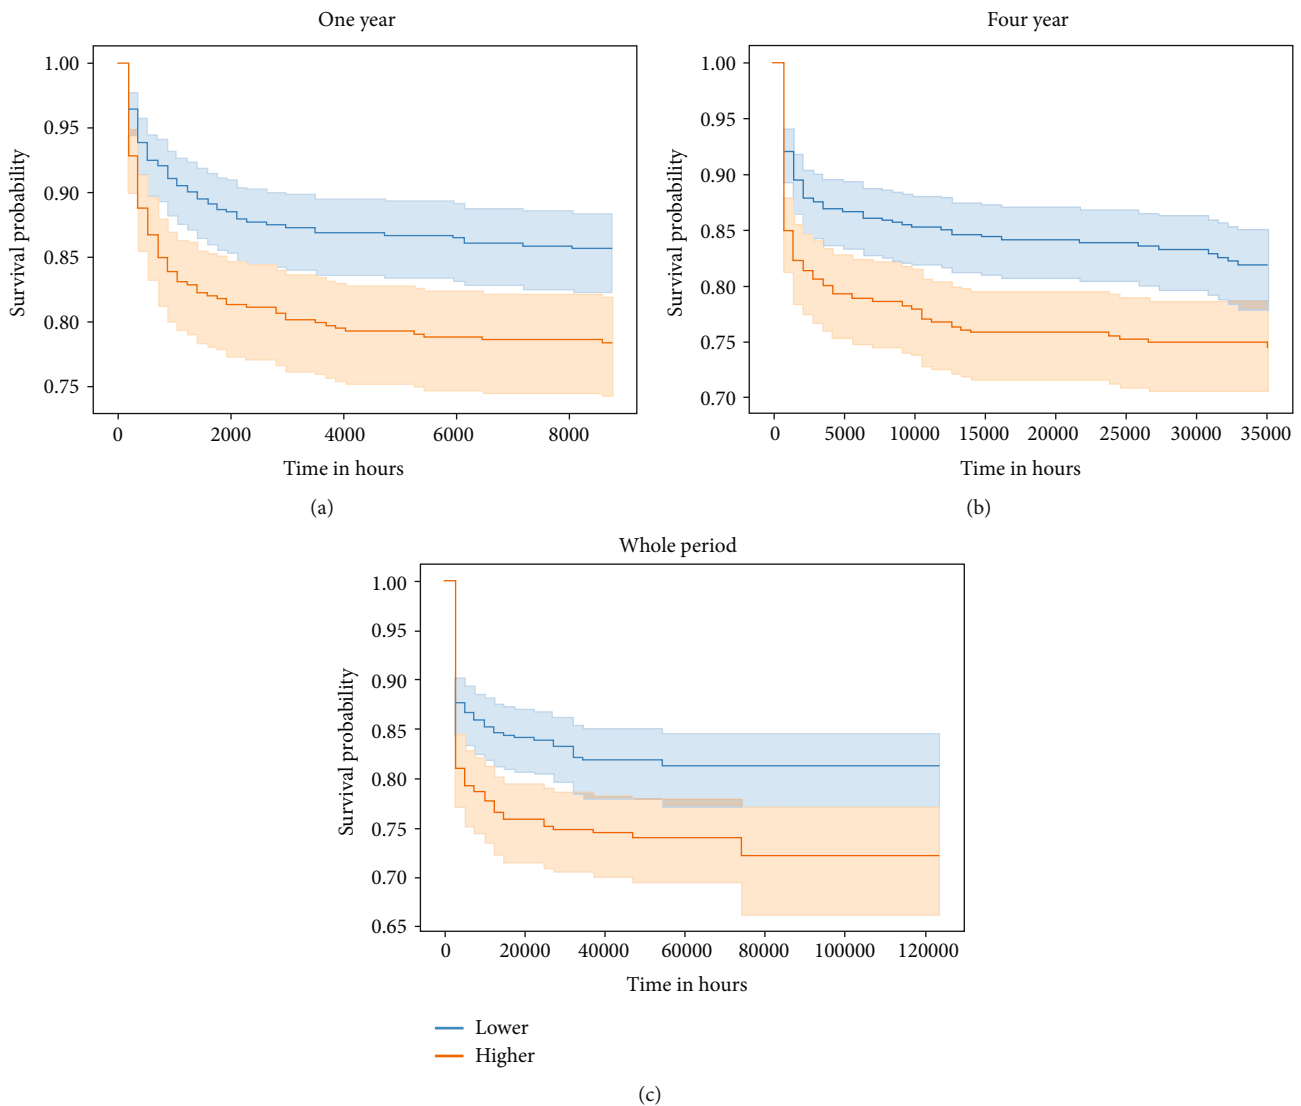 One year
Survival probability
1.00
0.95
0.90
0.85
0.80
0.75
0 2000 4000 6000 8000
Time in hours
(a)
Four year
Survival probability
1.00
0.95
0.90
0.85
0.80
0.75
0.70
0 5000 10000 15000 20000 25000 30000 35000
Time in hours
(b)
Whole period
Survival probability
1.00
0.95
0.90
0.85
0.80
0.75
0.70
0.65
0 20000 40000 60000 80000 100000 120000
Time in hours
Lower
Higher
(c)